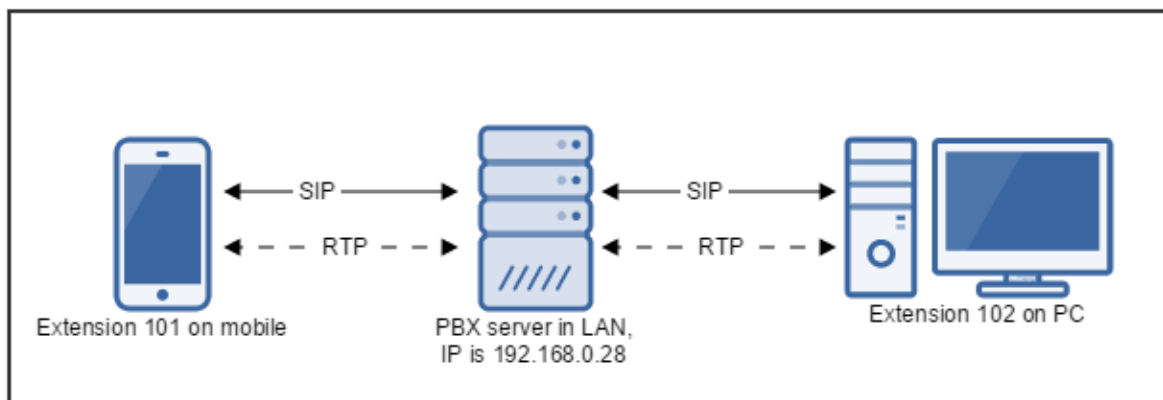 SIP
SIP
RTP
RTP
Extension 101 on mobile
PBX server in LAN,
IP is 192.168.0.28
Extension 102 on PC